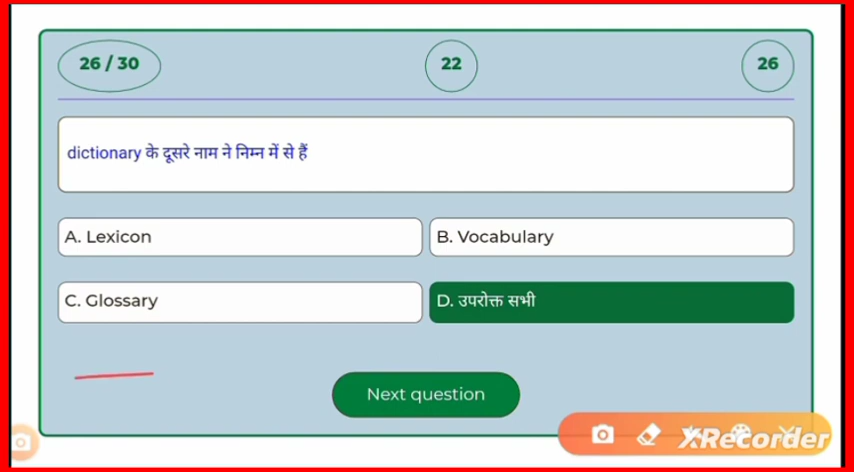 26 / 30
22
26
dictionary के दूसरे नाम ने निम्न में से हैं
A. Lexicon
B. Vocabulary
C. Glossary
D. उपरोक्त सभी
Next question
XRecorder